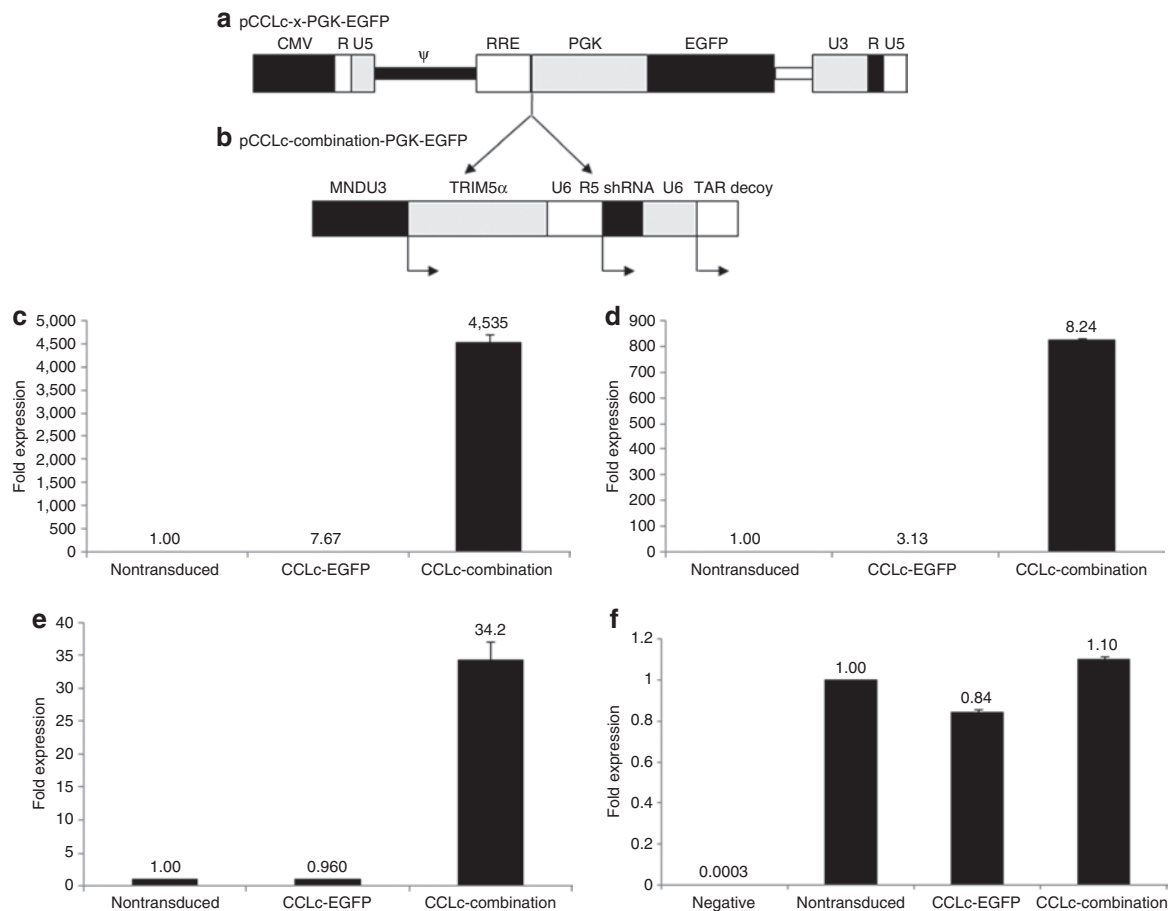 a pCCLc-x-PGK-EGFP
CMV R U5 ψ RRE PGK EGFP U3 R U5
b pCCLc-combination-PGK-EGFP
MNDU3 TRIM5α U6 R5 shRNA U6 TAR decoy
c
Fold expression
5,000
4,500
4,000
3,500
3,000
2,500
2,000
1,500
1,000
500
0
1.00 7.67 4,535
Nontransduced CCLc-EGFP CCLc-combination
d
Fold expression
900
800
700
600
500
400
300
200
100
0
1.00 3.13 8.24
Nontransduced CCLc-EGFP CCLc-combination
e
Fold expression
40
35
30
25
20
15
10
5
0
1.00 0.960 34.2
Nontransduced CCLc-EGFP CCLc-combination
f
Fold expression
1.2
1
0.8
0.6
0.4
0.2
0
0.0003 1.00 0.84 1.10
Negative Nontransduced CCLc-EGFP CCLc-combination